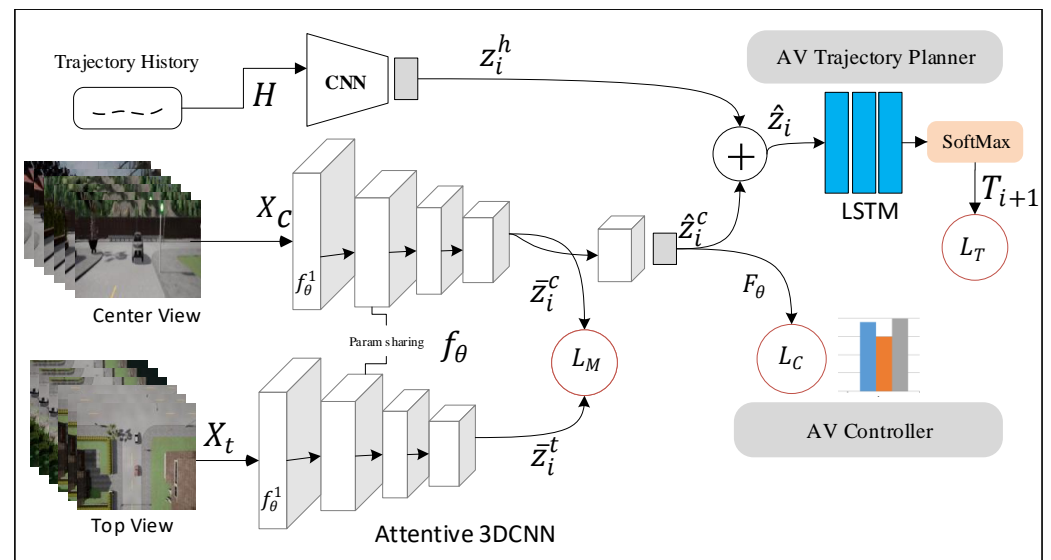 Trajectory History
H
CNN
z_i^h
AV Trajectory Planner
ẑ_i
LSTM
SoftMax
T_{i+1}
L_T
X_C
f_θ^1
Center View
ẑ_i^c
z̄_i^c
F_θ
Param sharing
f_θ
L_M
L_C
X_t
f_θ^1
z̄_i^t
AV Controller
Top View
Attentive 3DCNN